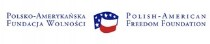 Polsko-Amerykańska
Fundacja Wolności
Polish-American
Freedom Foundation